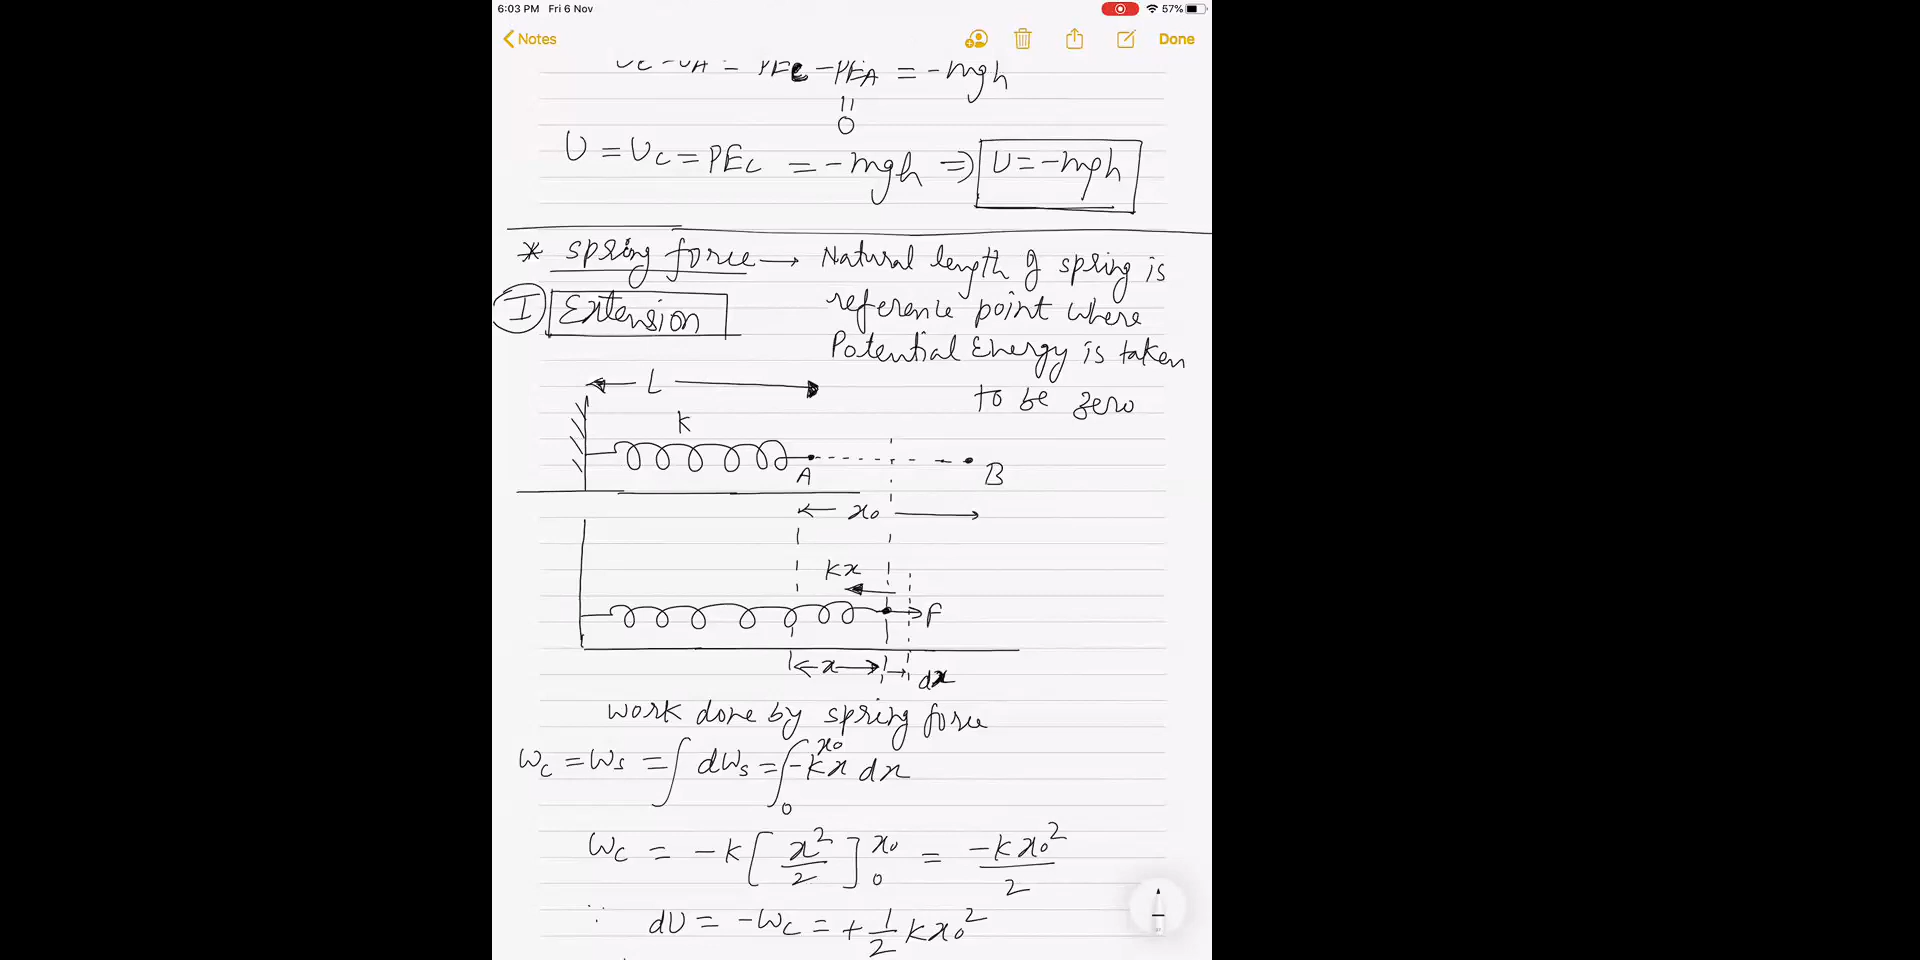 6:03 PM Fri 6 Nov
57%
Notes
Done
UC - UA = PEC - PEA = - mgh
||
0
U = UC = PEC = - mgh ⇒ U = - mgh
* Spring force → Natural length of spring is
reference point where
Potential Energy is taken
to be zero
I Extension
L
k
A
B
x₀
kx
F
x
dx
work done by spring force
Wc = Ws = ∫ dWs = ∫₀^x₀ -kx dx
Wc = -k [ x²/2 ]₀^x₀ = -kx₀²/2
∵ dU = -Wc = + 1/2 kx₀²